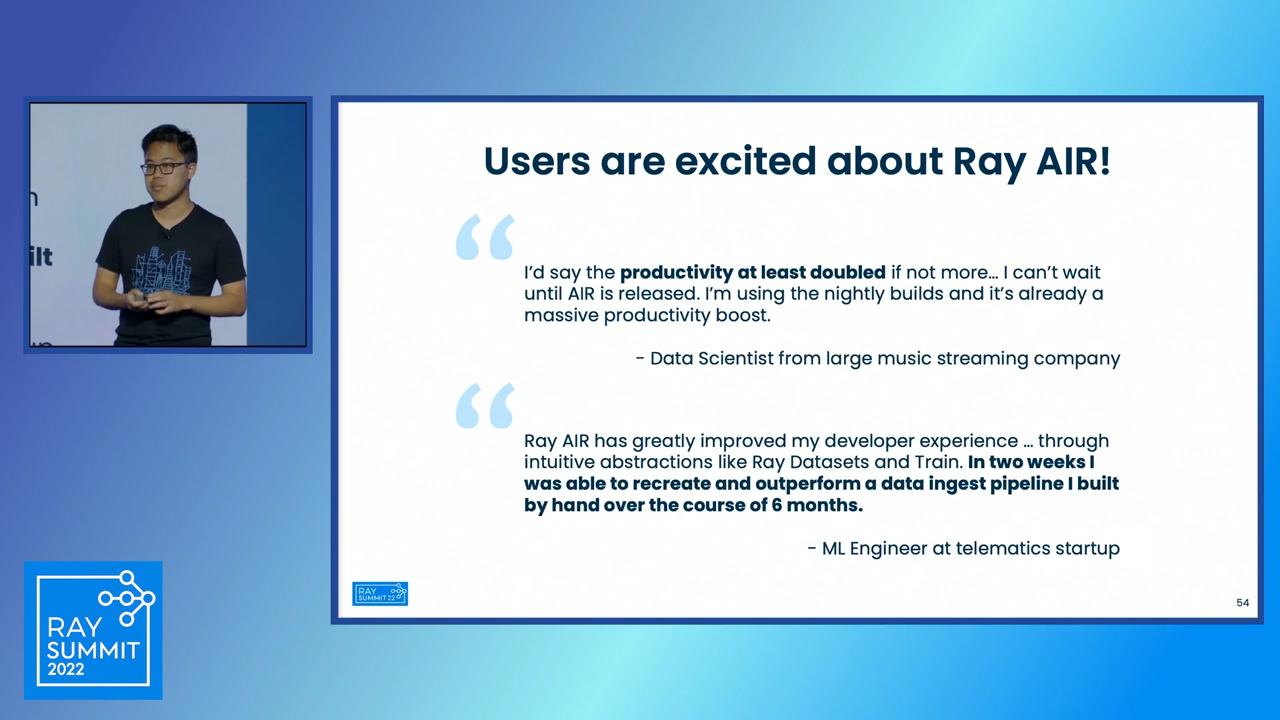 Users are excited about Ray AIR!
“
I’d say the productivity at least doubled if not more… I can’t wait
until AIR is released. I’m using the nightly builds and it’s already a
massive productivity boost.
- Data Scientist from large music streaming company
“
Ray AIR has greatly improved my developer experience … through
intuitive abstractions like Ray Datasets and Train. In two weeks I
was able to recreate and outperform a data ingest pipeline I built
by hand over the course of 6 months.
- ML Engineer at telematics startup
RAY
SUMMIT 22
54
ilt
RAY
SUMMIT
2022